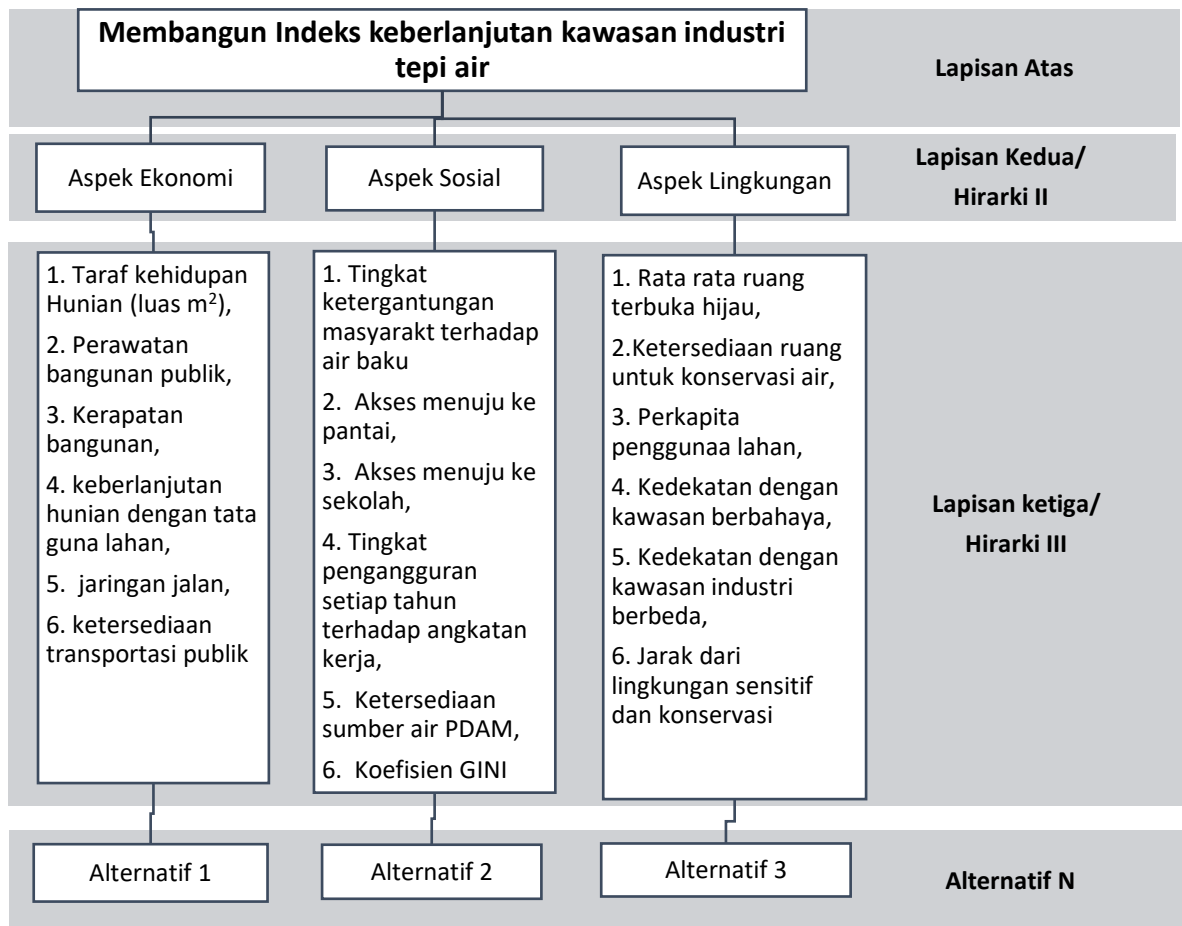 Membangun Indeks keberlanjutan kawasan industri
tepi air
Lapisan Atas
Aspek Ekonomi
Aspek Sosial
Aspek Lingkungan
Lapisan Kedua/
Hirarki II
1. Taraf kehidupan
Hunian (luas m²),
2. Perawatan
bangunan publik,
3. Kerapatan
bangunan,
4. keberlanjutan
hunian dengan tata
guna lahan,
5. jaringan jalan,
6. ketersediaan
transportasi publik
1. Tingkat
ketergantungan
masyarakt terhadap
air baku
2. Akses menuju ke
pantai,
3. Akses menuju ke
sekolah,
4. Tingkat
pengangguran
setiap tahun
terhadap angkatan
kerja,
5. Ketersediaan
sumber air PDAM,
6. Koefisien GINI
1. Rata rata ruang
terbuka hijau,
2.Ketersediaan ruang
untuk konservasi air,
3. Perkapita
penggunaa lahan,
4. Kedekatan dengan
kawasan berbahaya,
5. Kedekatan dengan
kawasan industri
berbeda,
6. Jarak dari
lingkungan sensitif
dan konservasi
Lapisan ketiga/
Hirarki III
Alternatif 1
Alternatif 2
Alternatif 3
Alternatif N